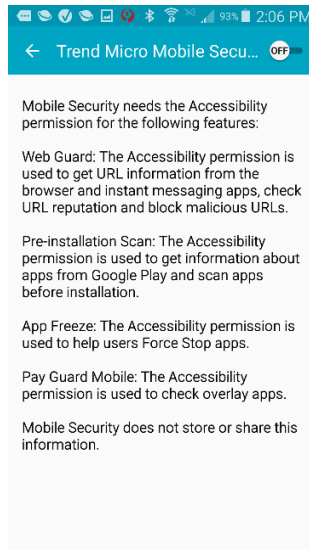 93% 2:06 PM
Trend Micro Mobile Secu... OFF
Mobile Security needs the Accessibility
permission for the following features:
Web Guard: The Accessibility permission is
used to get URL information from the
browser and instant messaging apps, check
URL reputation and block malicious URLs.
Pre-installation Scan: The Accessibility
permission is used to get information about
apps from Google Play and scan apps
before installation.
App Freeze: The Accessibility permission is
used to help users Force Stop apps.
Pay Guard Mobile: The Accessibility
permission is used to check overlay apps.
Mobile Security does not store or share this
information.